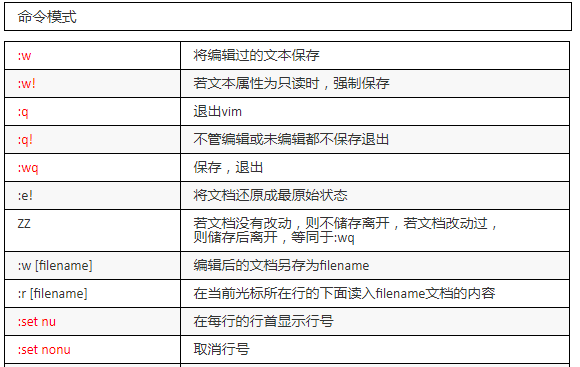 命令模式
:w 将编辑过的文本保存
:w! 若文本属性为只读时，强制保存
:q 退出vim
:q! 不管编辑或未编辑都不保存退出
:wq 保存，退出
:e! 将文档还原成最原始状态
ZZ 若文档没有改动，则不储存离开，若文档改动过，
则储存后离开，等同于:wq
:w [filename] 编辑后的文档另存为filename
:r [filename] 在当前光标所在行的下面读入filename文档的内容
:set nu 在每行的行首显示行号
:set nonu 取消行号